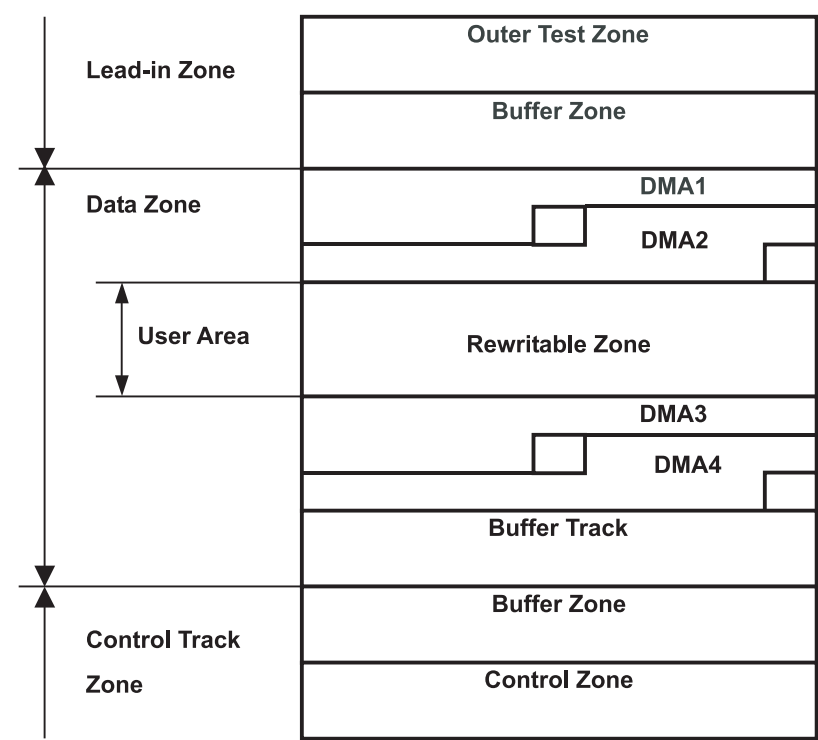 Outer Test Zone
Lead-in Zone
Buffer Zone
DMA1
Data Zone
DMA2
User Area
Rewritable Zone
DMA3
DMA4
Buffer Track
Buffer Zone
Control Track
Zone
Control Zone